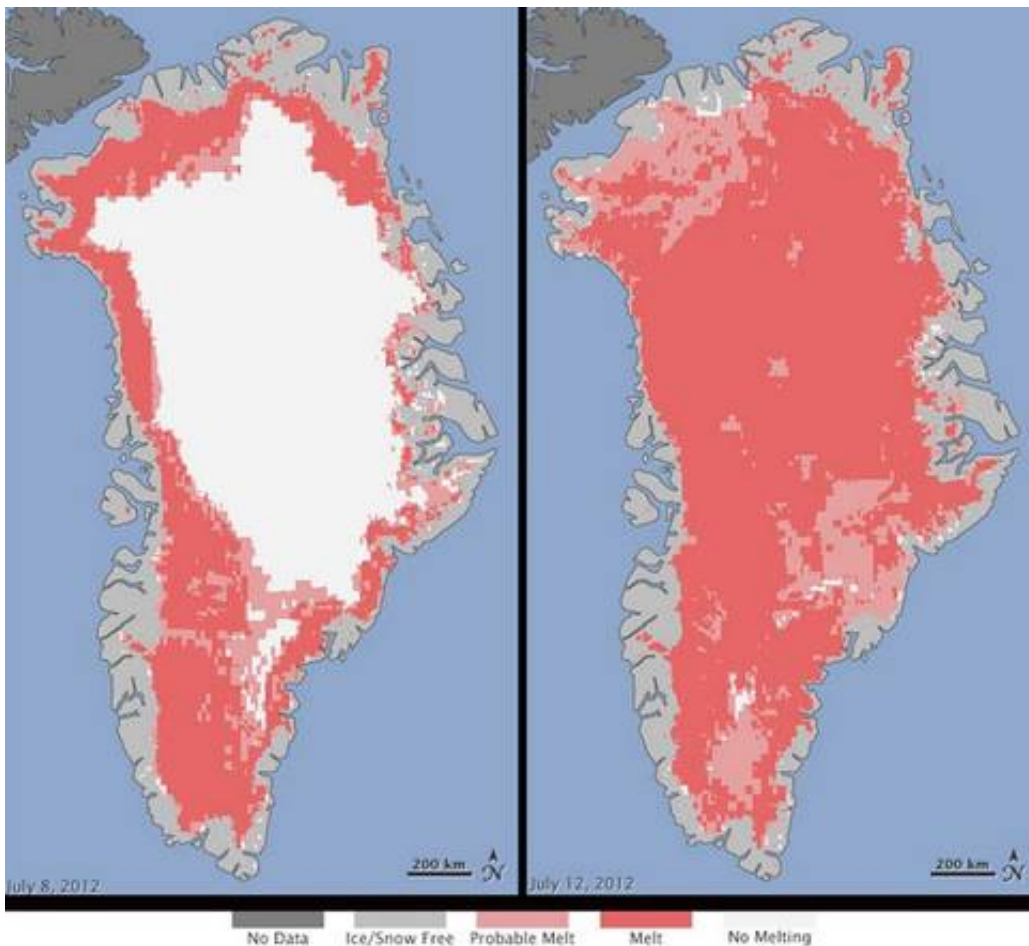 200 km
N
July 8, 2012
200 km
N
July 12, 2012
No Data
Ice/Snow Free
Probable Melt
Melt
No Melting